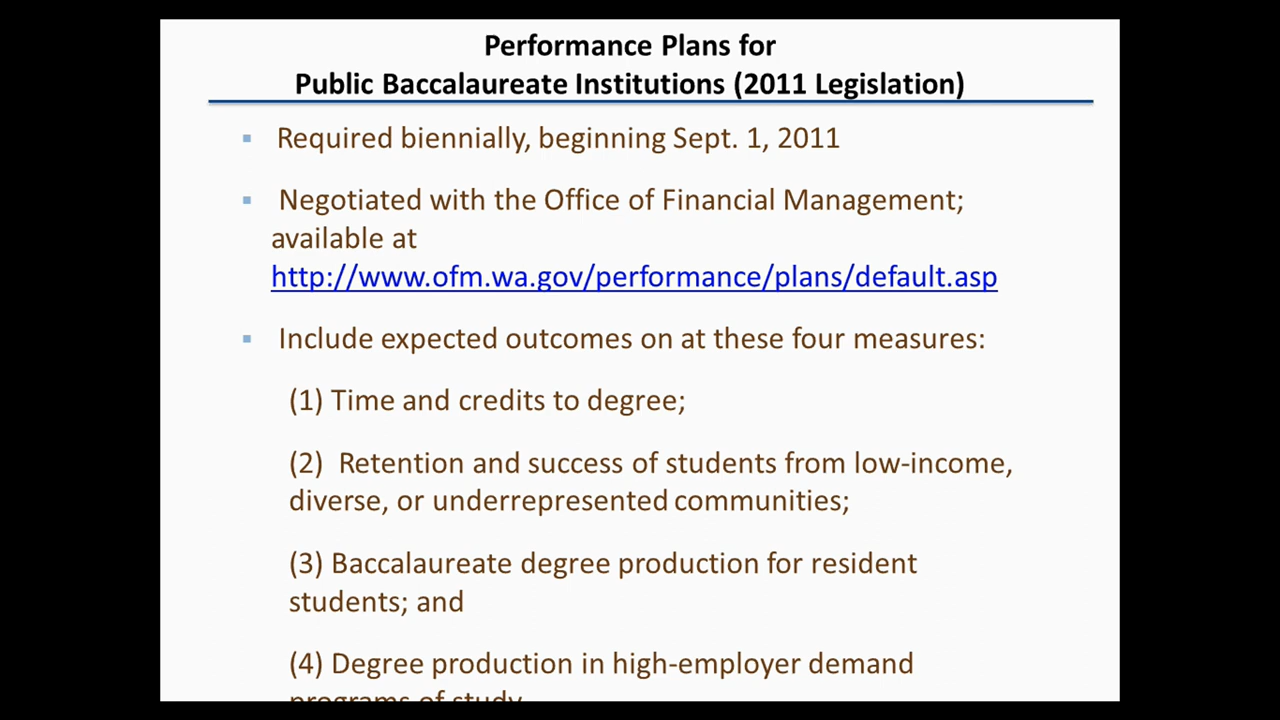 Performance Plans for
Public Baccalaureate Institutions (2011 Legislation)
Required biennially, beginning Sept. 1, 2011
Negotiated with the Office of Financial Management;
available at
http://www.ofm.wa.gov/performance/plans/default.asp
Include expected outcomes on at these four measures:
(1) Time and credits to degree;
(2) Retention and success of students from low-income,
diverse, or underrepresented communities;
(3) Baccalaureate degree production for resident
students; and
(4) Degree production in high-employer demand
programs of study